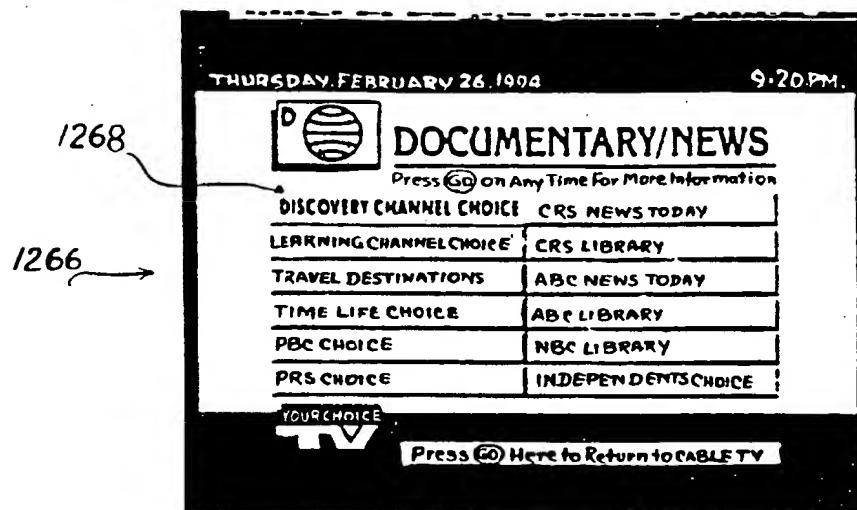 THURSDAY. FEBRUARY 26. 1994 9:20 P.M.
D
DOCUMENTARY/NEWS
Press GO on Any Time For More Information
DISCOVERY CHANNEL CHOICE CRS NEWS TODAY
LEARNING CHANNEL CHOICE CRS LIBRARY
TRAVEL DESTINATIONS ABC NEWS TODAY
TIME LIFE CHOICE ABC LIBRARY
PBC CHOICE NBC LIBRARY
PRS CHOICE INDEPENDENTS CHOICE
YOUR CHOICE
TV
Press GO Here to Return to CABLE TV
1268
1266